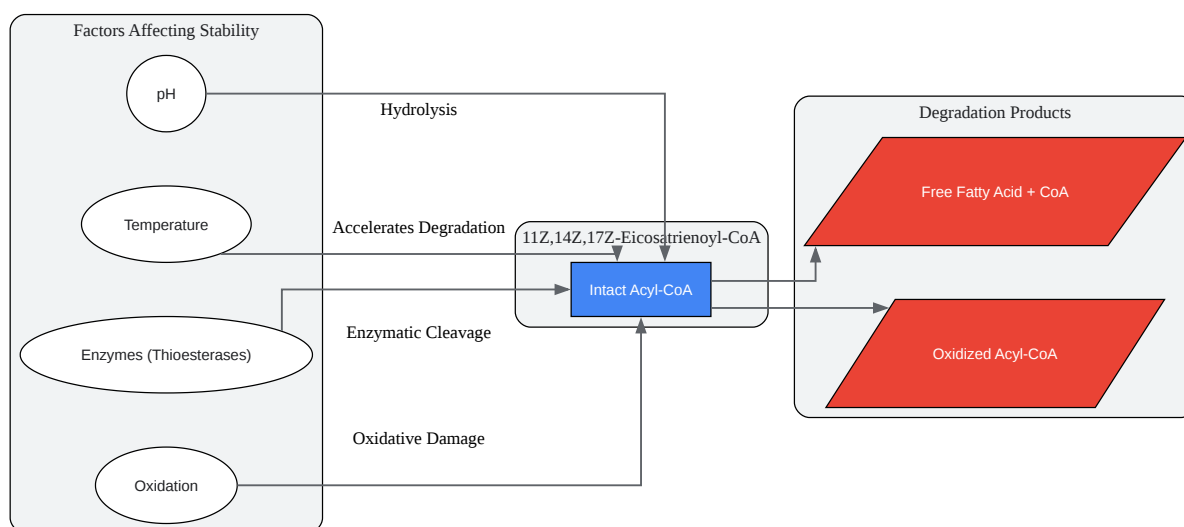 Factors Affecting Stability
pH
Hydrolysis
Degradation Products
Free Fatty Acid + CoA
Temperature
Accelerates Degradation
11Z,14Z,17Z-Eicosatrienoyl-CoA
Intact Acyl-CoA
Enzymatic Cleavage
Enzymes (Thioesterases)
Oxidized Acyl-CoA
Oxidative Damage
Oxidation